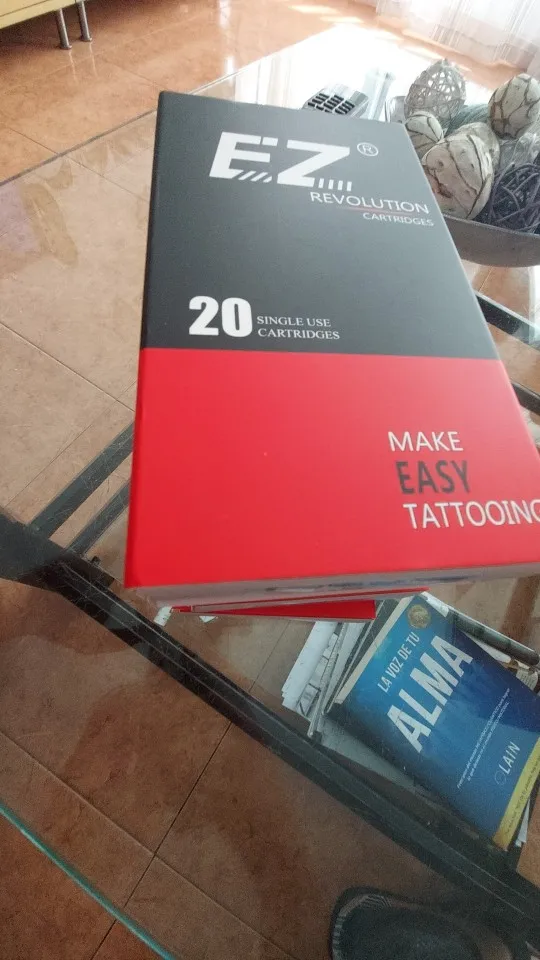 EZ®
REVOLUTION
CARTRIDGES
20 SINGLE USE
CARTRIDGES
MAKE
EASY
TATTOOING
LA VOZ DE TU
ALMA
LAIN